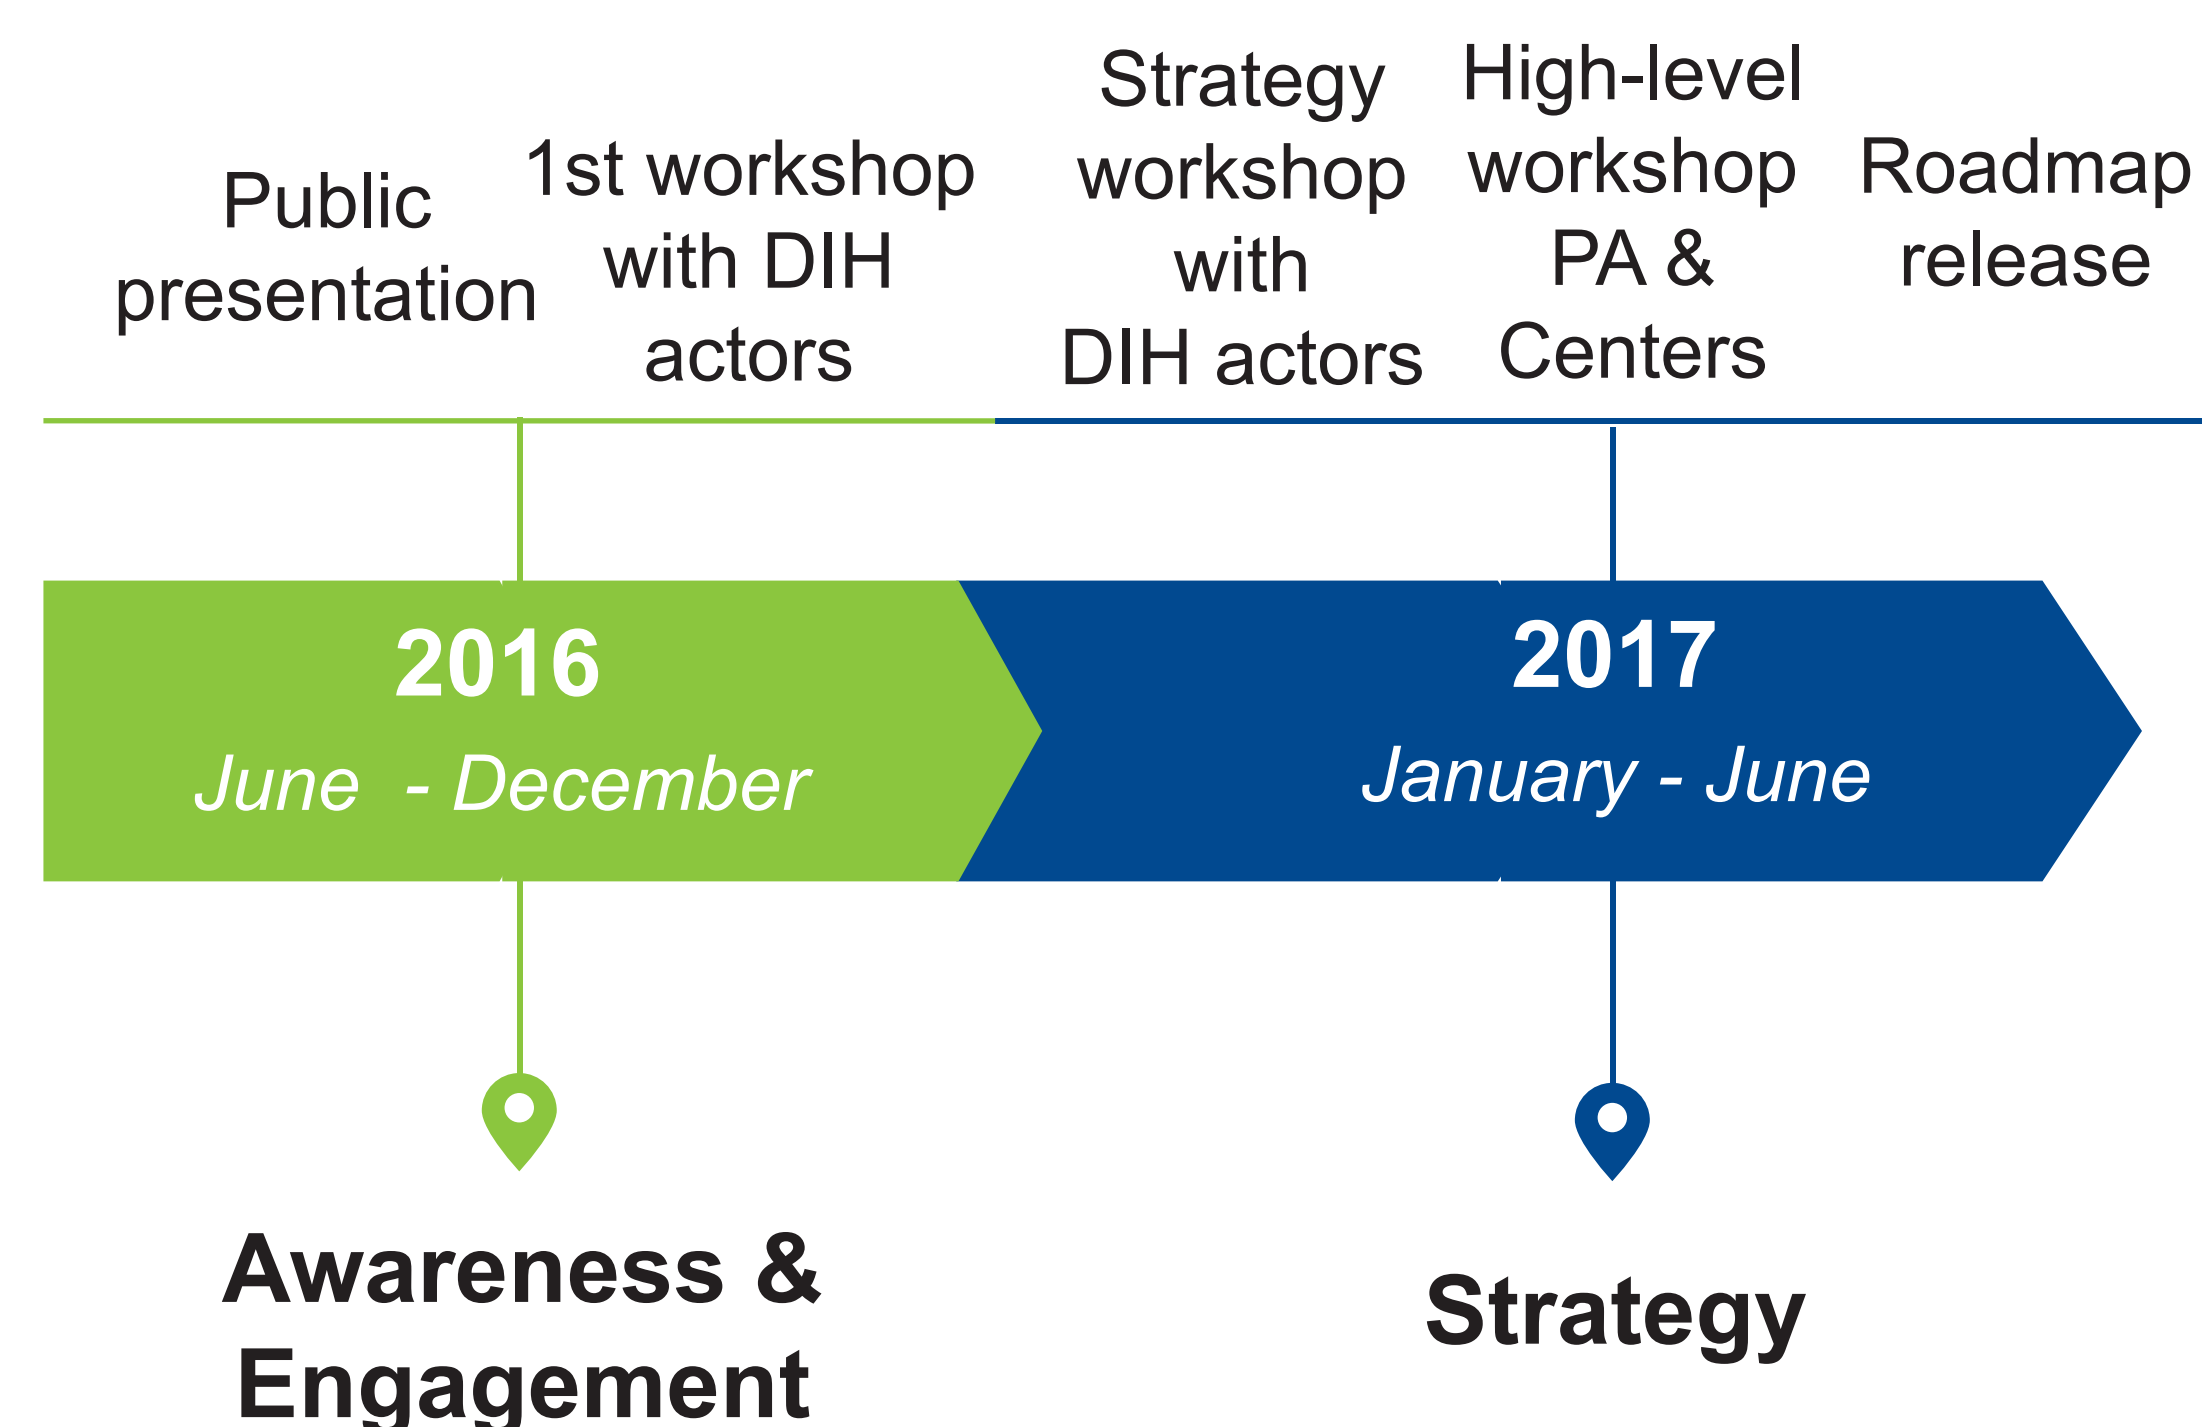 Public
presentation
1st workshop
with DIH
actors
Strategy
workshop
with
DIH actors
High-level
workshop
PA &
Centers
Roadmap
release
2016
June - December
2017
January - June
Awareness &
Engagement
Strategy